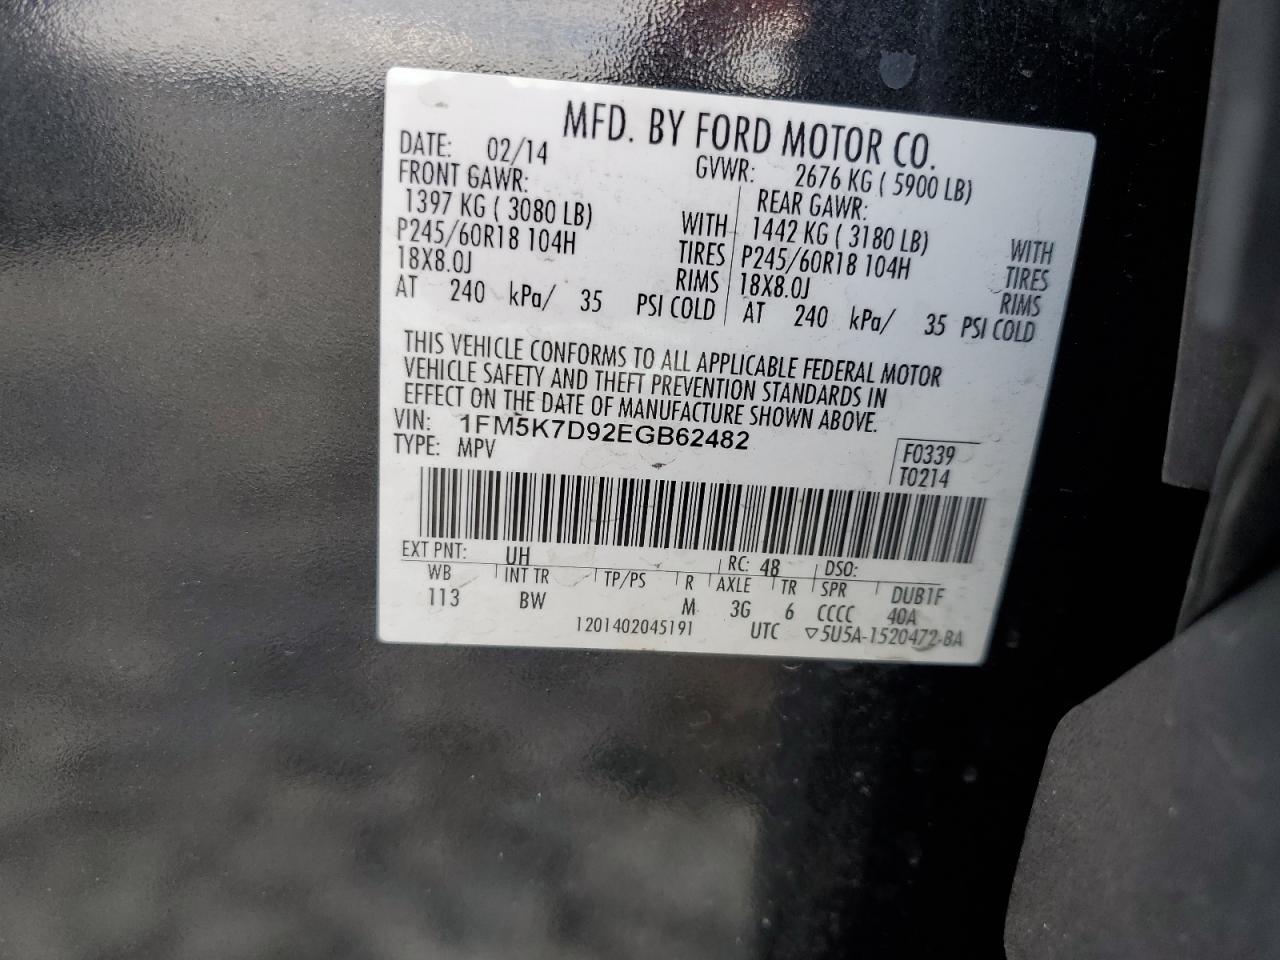 MFD. BY FORD MOTOR CO.
DATE: 02/14 GVWR: 2676 KG ( 5900 LB)
FRONT GAWR: REAR GAWR:
1397 KG ( 3080 LB) WITH 1442 KG ( 3180 LB) WITH
P245/60R18 104H TIRES P245/60R18 104H TIRES
18X8.0J RIMS 18X8.0J RIMS
AT 240 kPa/ 35 PSI COLD AT 240 kPa/ 35 PSI COLD
THIS VEHICLE CONFORMS TO ALL APPLICABLE FEDERAL MOTOR
VEHICLE SAFETY AND THEFT PREVENTION STANDARDS IN
EFFECT ON THE DATE OF MANUFACTURE SHOWN ABOVE.
VIN: 1FM5K7D92EGB62482
TYPE: MPV F0339
T0214
EXT PNT: UH RC: 48 DSO:
WB INT TR TP/PS R AXLE TR SPR DUB1F
113 BW M 3G 6 CCCC 40A
1201402045191 UTC ▽5U5A-1520472-BA